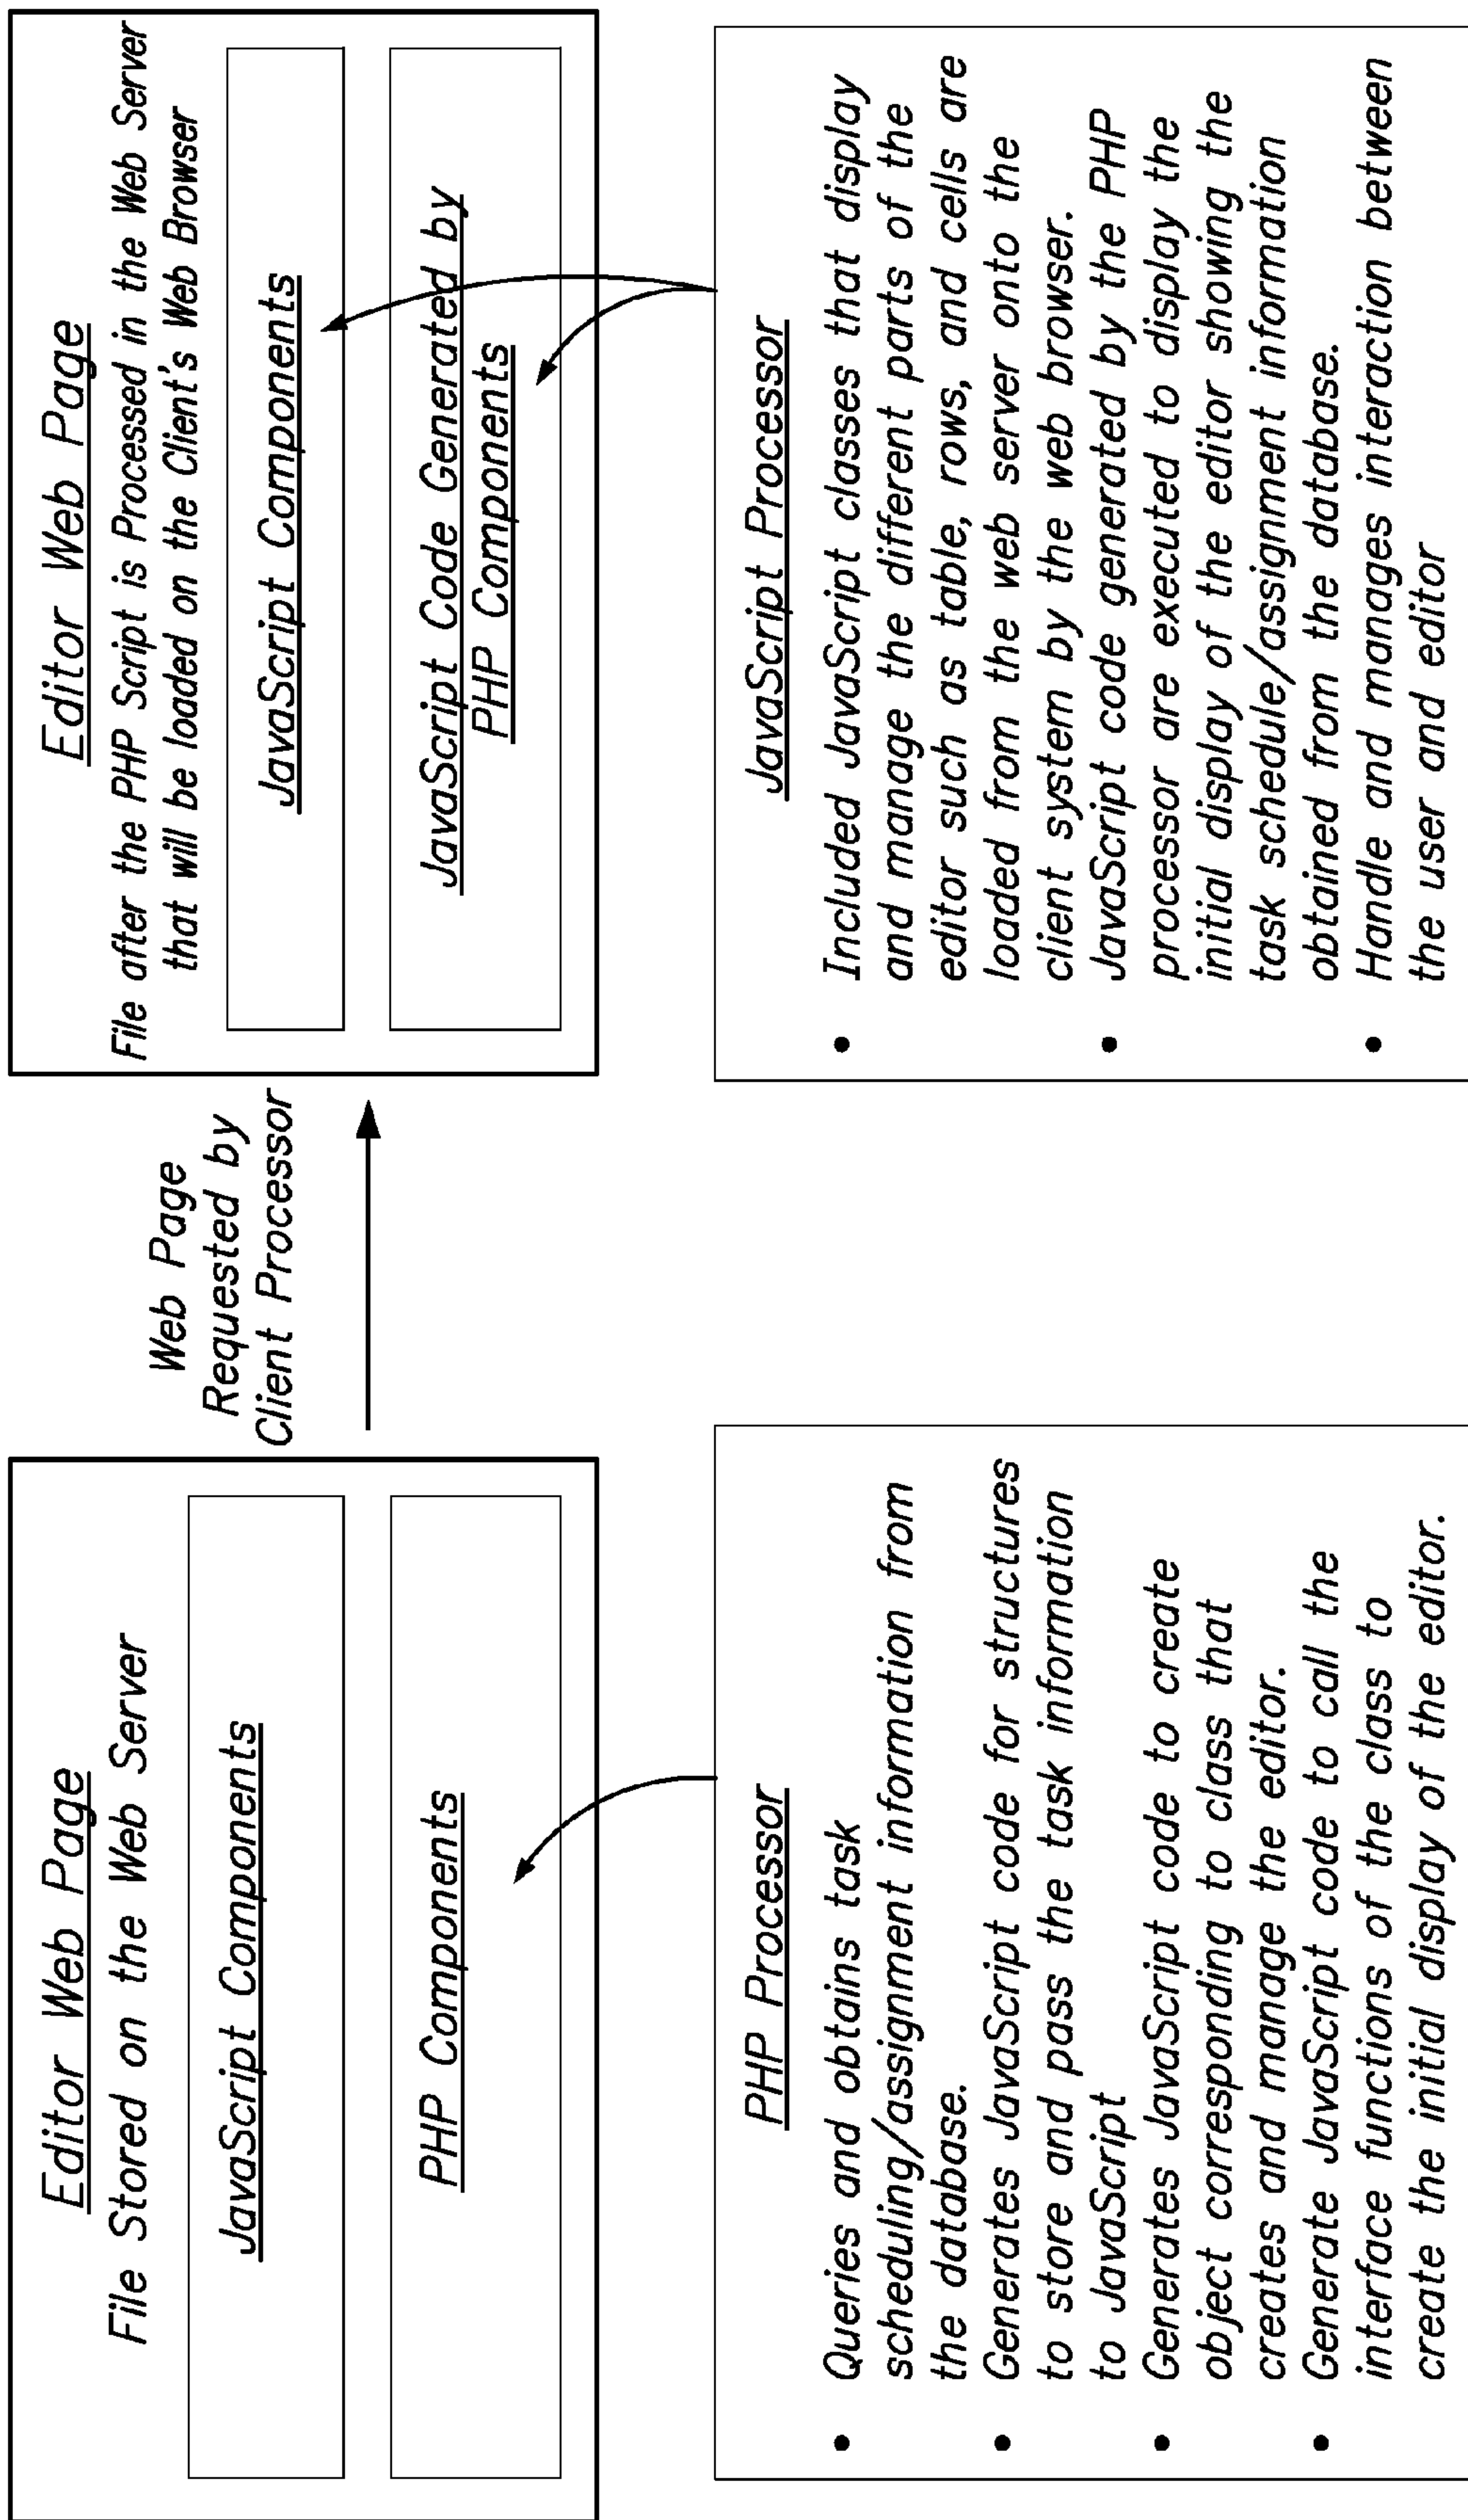 Editor Web Page
File Stored on the Web Server
JavaScript Components
PHP Components
PHP Processor
• Queries and obtains task
scheduling/assignment information from
the database.
• Generates JavaScript code for structures
to store and pass the task information
to JavaScript
• Generates JavaScript code to create
object corresponding to class that
creates and manage the editor.
• Generate JavaScript code to call the
interface functions of the class to
create the initial display of the editor.
Web Page
Requested by
Client Processor
Editor Web Page
File after the PHP Script is Processed in the Web Server
that will be loaded on the Client's Web Browser
JavaScript Components
JavaScript Code Generated by
PHP Components
JavaScript Processor
• Included JavaScript classes that display
and manage the different parts of the
editor such as table, rows, and cells are
loaded from the web server onto the
client system by the web browser.
• JavaScript code generated by the PHP
processor are executed to display the
initial display of the editor showing the
task schedule/assignment information
obtained from the database.
• Handle and manages interaction between
the user and editor